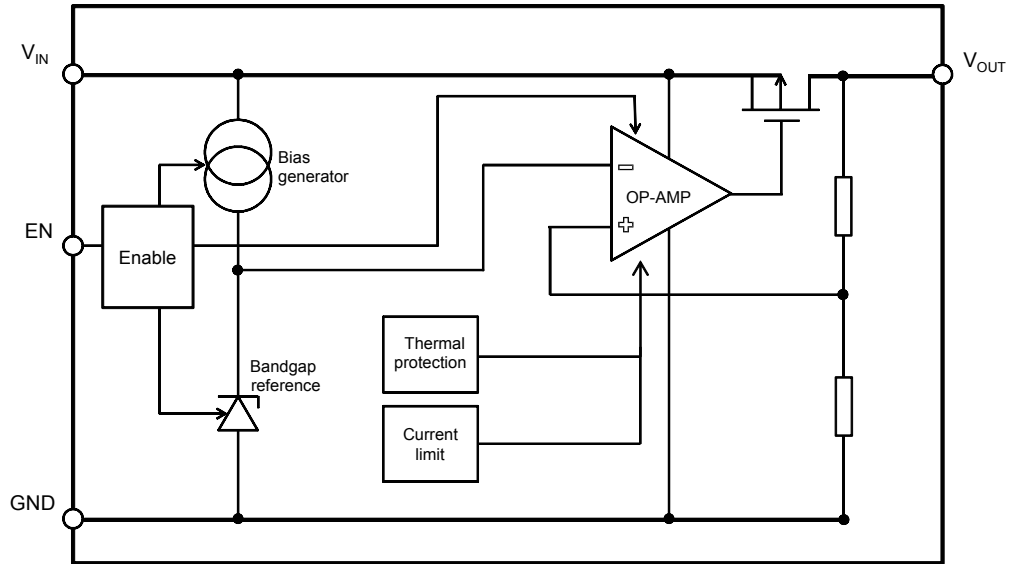 V_IN
V_OUT
Bias
generator
−
OP-AMP
+
EN
Enable
Thermal
protection
Bandgap
reference
Current
limit
GND